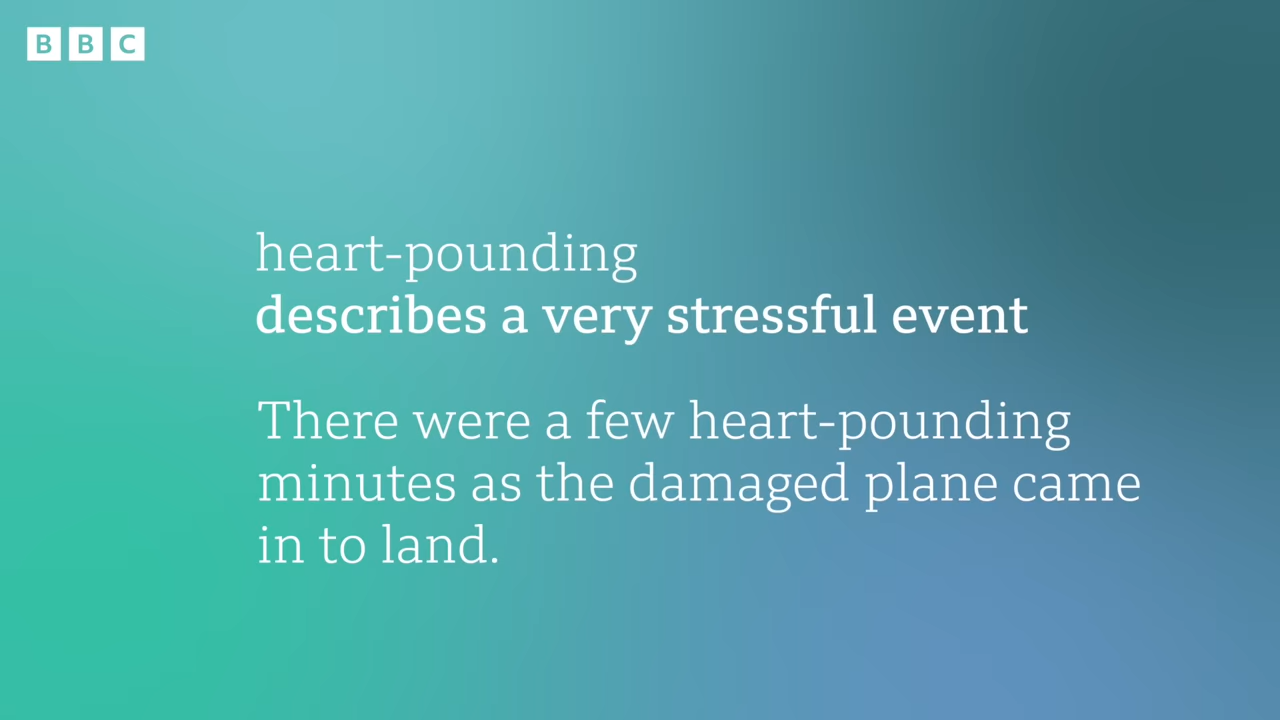 BBC
heart-pounding
describes a very stressful event
There were a few heart-pounding
minutes as the damaged plane came
in to land.